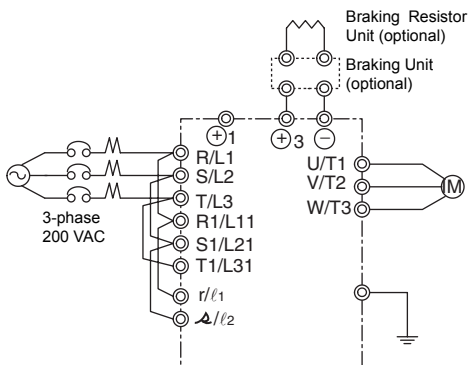 Braking Resistor
Unit (optional)
Braking Unit
(optional)
⊕1
⊕3
⊖
R/L1
S/L2
T/L3
R1/L11
S1/L21
T1/L31
r/ℓ1
𝓈/ℓ2
3-phase
200 VAC
U/T1
V/T2
W/T3
M